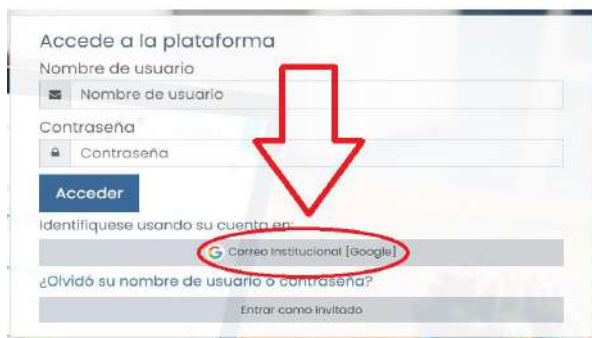 Accede a la plataforma
Nombre de usuario
Nombre de usuario
Contraseña
Contraseña
Acceder
Identifíquese usando su cuenta en:
Correo Institucional [Google]
¿Olvidó su nombre de usuario o contraseña?
Entrar como invitado